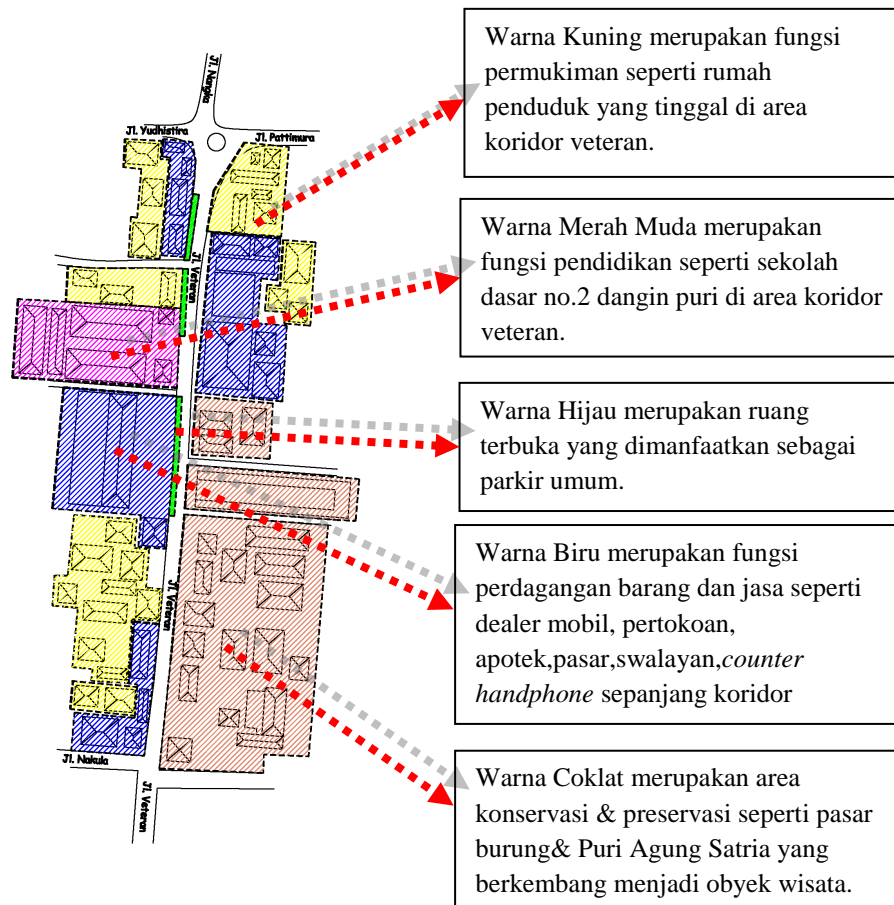 Warna Kuning merupakan fungsi
permukiman seperti rumah
penduduk yang tinggal di area
koridor veteran.
Warna Merah Muda merupakan
fungsi pendidikan seperti sekolah
dasar no.2 dangin puri di area koridor
veteran.
Warna Hijau merupakan ruang
terbuka yang dimanfaatkan sebagai
parkir umum.
Warna Biru merupakan fungsi
perdagangan barang dan jasa seperti
dealer mobil, pertokoan,
apotek,pasar,swalayan,counter
handphone sepanjang koridor
Warna Coklat merupakan area
konservasi & preservasi seperti pasar
burung& Puri Agung Satria yang
berkembang menjadi obyek wisata.
Jl. Nangka
Jl. Yudhistira
Jl. Pattimura
Jl. Veteran
Jl. Veteran
Jl. Nakula
Jl. Veteran